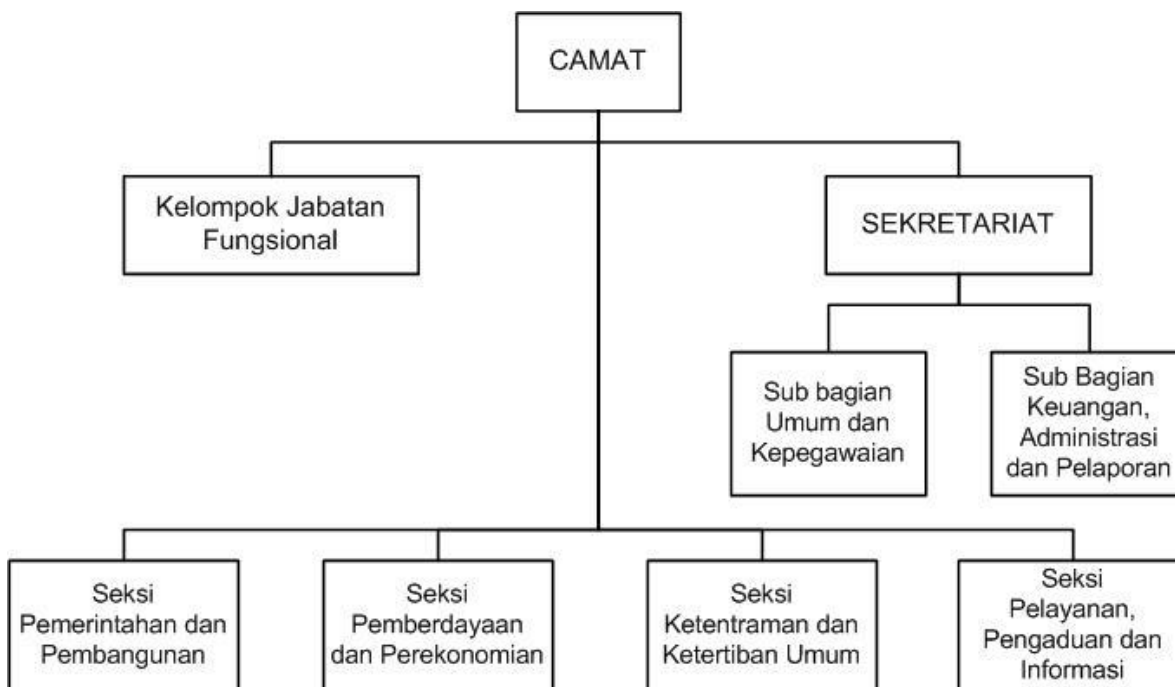 CAMAT
Kelompok Jabatan
Fungsional
SEKRETARIAT
Sub bagian
Umum dan
Kepegawaian
Sub Bagian
Keuangan,
Administrasi
dan Pelaporan
Seksi
Pemerintahan dan
Pembangunan
Seksi
Pemberdayaan
dan Perekonomian
Seksi
Ketentraman dan
Ketertiban Umum
Seksi
Pelayanan,
Pengaduan dan
Informasi